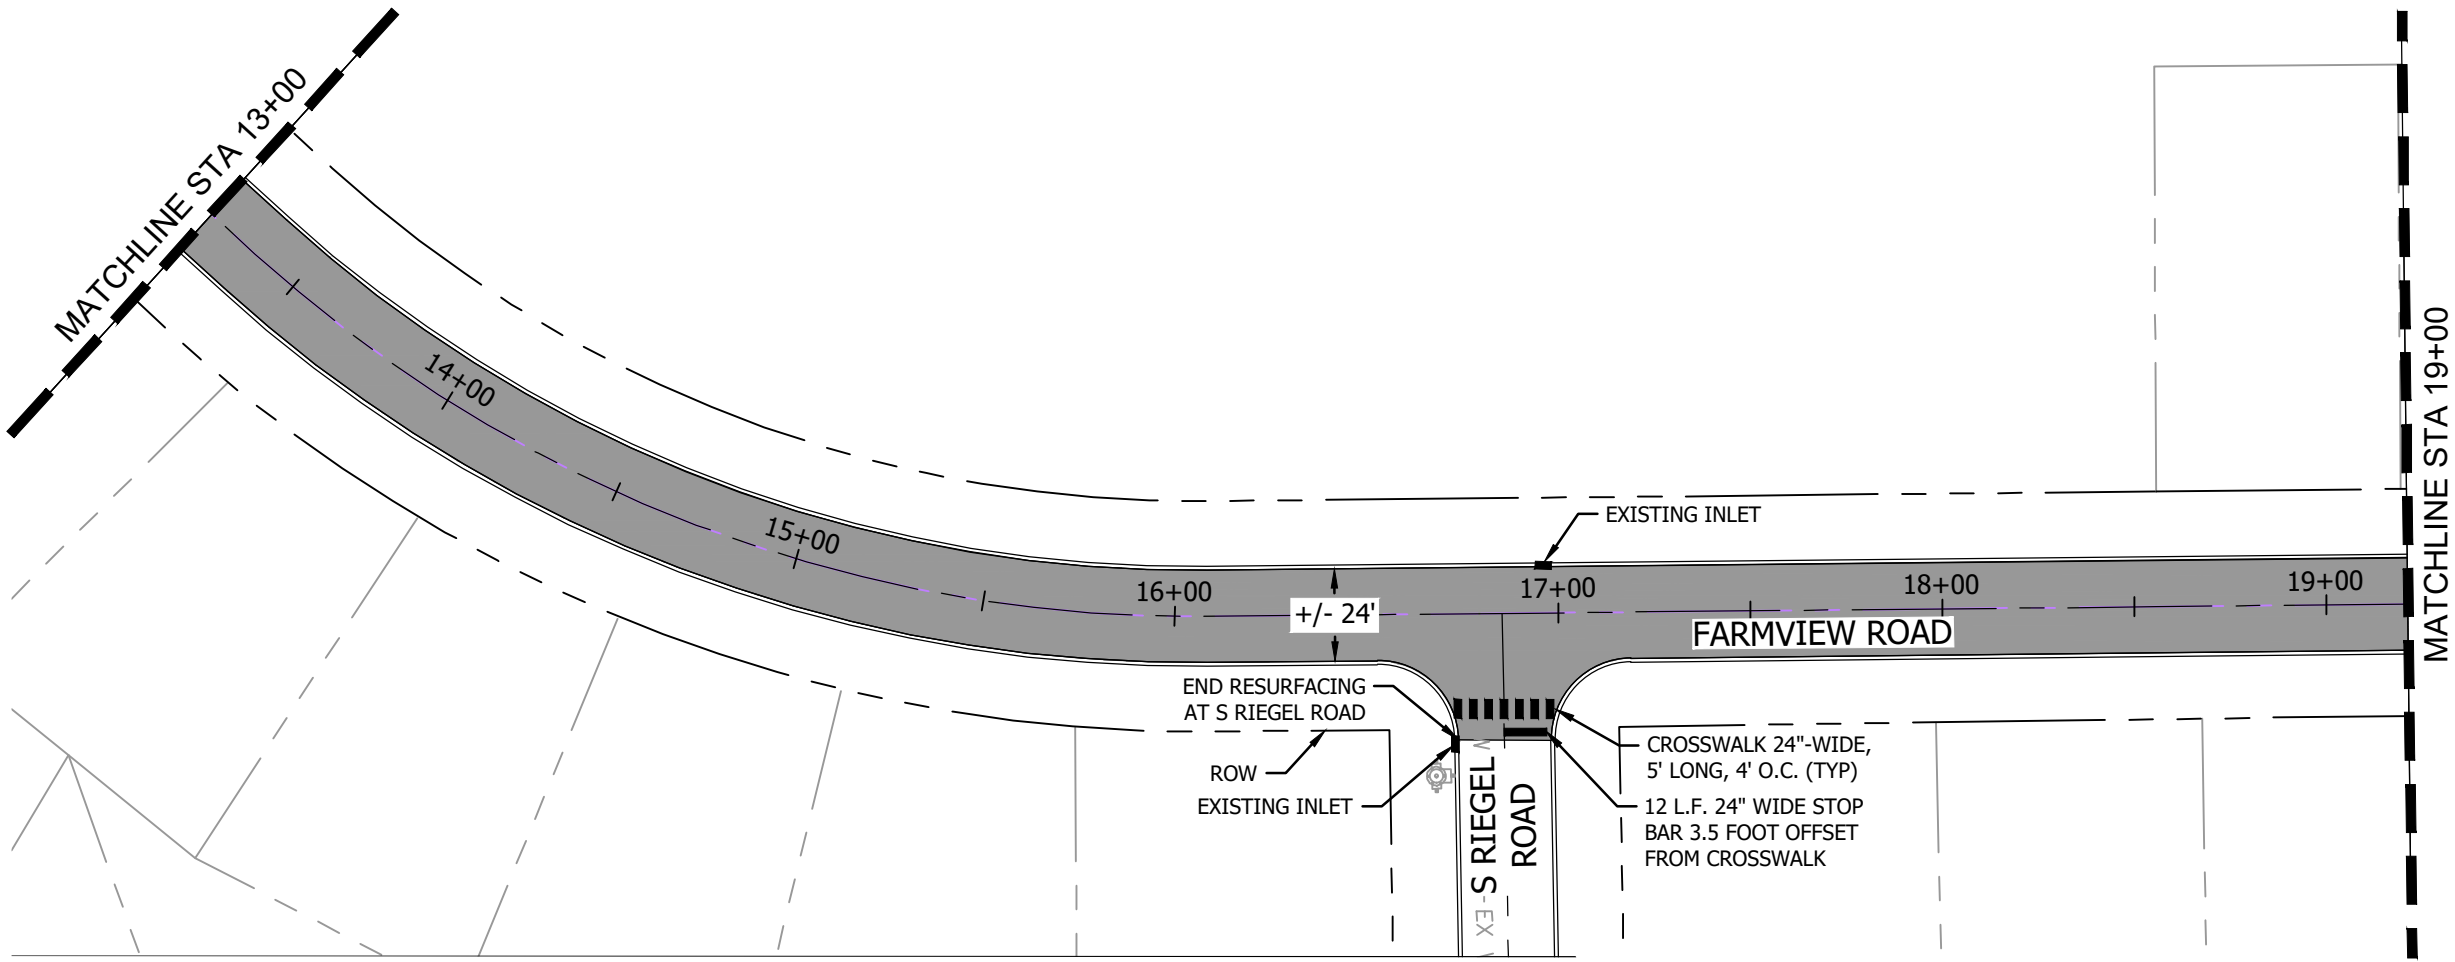 MATCHLINE STA 13+00
14+00
15+00
16+00
+/- 24'
EXISTING INLET
17+00
18+00
19+00
FARMVIEW ROAD
MATCHLINE STA 19+00
END RESURFACING
AT S RIEGEL ROAD
ROW
EXISTING INLET
S RIEGEL
ROAD
W
-EX
CROSSWALK 24"-WIDE,
5' LONG, 4' O.C. (TYP)
12 L.F. 24" WIDE STOP
BAR 3.5 FOOT OFFSET
FROM CROSSWALK